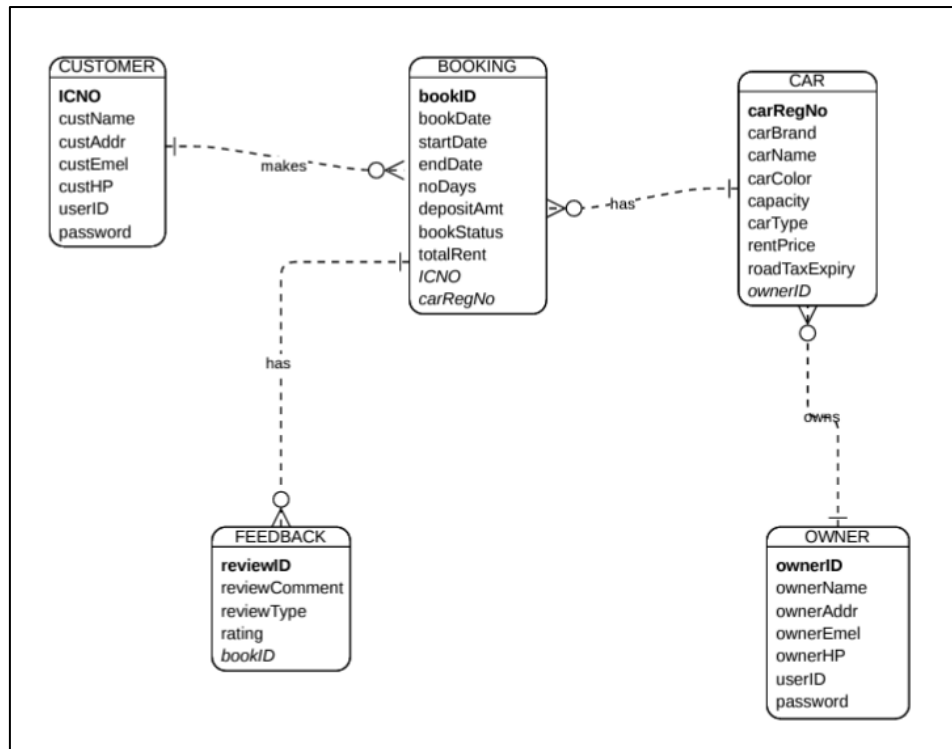 CUSTOMER
ICNO
custName
custAddr
custEmel
custHP
userID
password
makes
BOOKING
bookID
bookDate
startDate
endDate
noDays
depositAmt
bookStatus
totalRent
ICNO
carRegNo
has
CAR
carRegNo
carBrand
carName
carColor
capacity
carType
rentPrice
roadTaxExpiry
ownerID
has
owns
FEEDBACK
reviewID
reviewComment
reviewType
rating
bookID
OWNER
ownerID
ownerName
ownerAddr
ownerEmel
ownerHP
userID
password